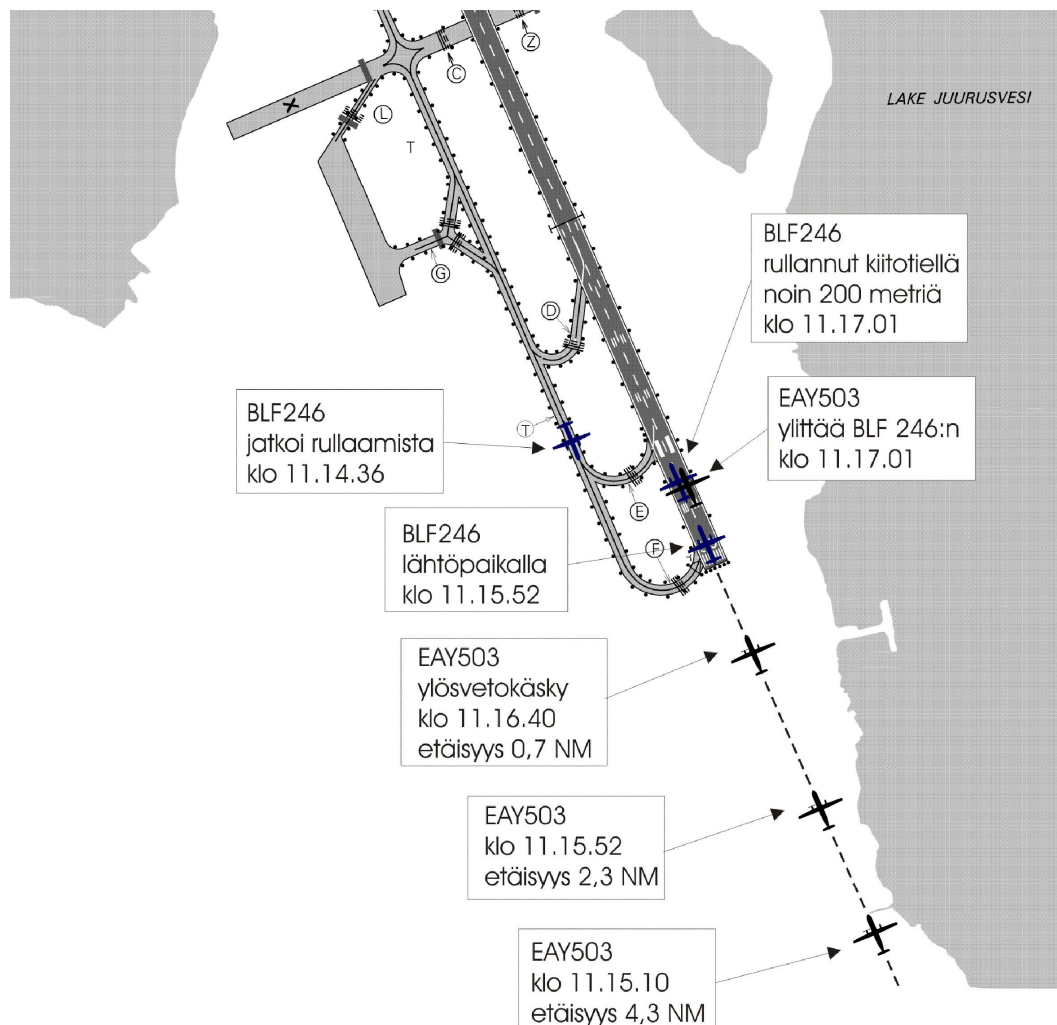 Z
C
LAKE JUURUSVESI
L
T
G
D
BLF246
rullannut kiitotiellä
noin 200 metriä
klo 11.17.01
EAY503
ylittää BLF 246:n
klo 11.17.01
BLF246
jatkoi rullaamista
klo 11.14.36
T
E
F
BLF246
lähtöpaikalla
klo 11.15.52
EAY503
ylösvetokäsky
klo 11.16.40
etäisyys 0,7 NM
EAY503
klo 11.15.52
etäisyys 2,3 NM
EAY503
klo 11.15.10
etäisyys 4,3 NM